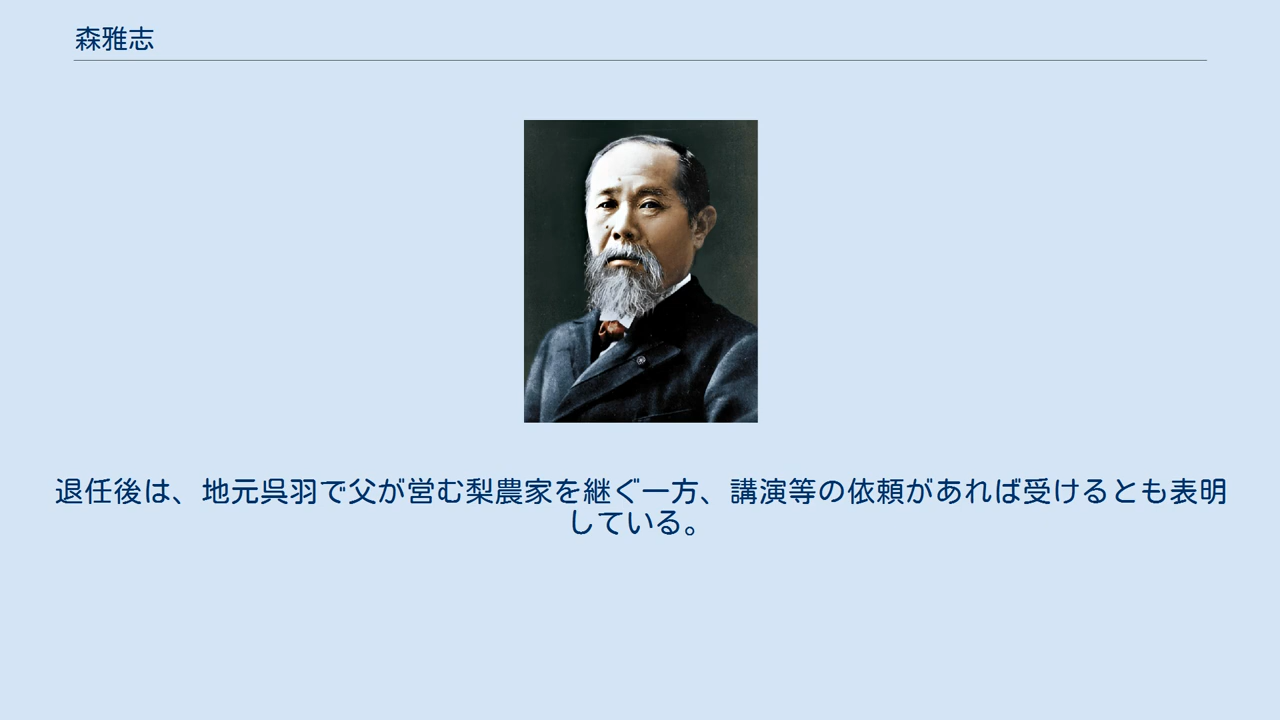 森雅志
退任後は、地元呉羽で父が営む梨農家を継ぐ一方、講演等の依頼があれば受けるとも表明
している。